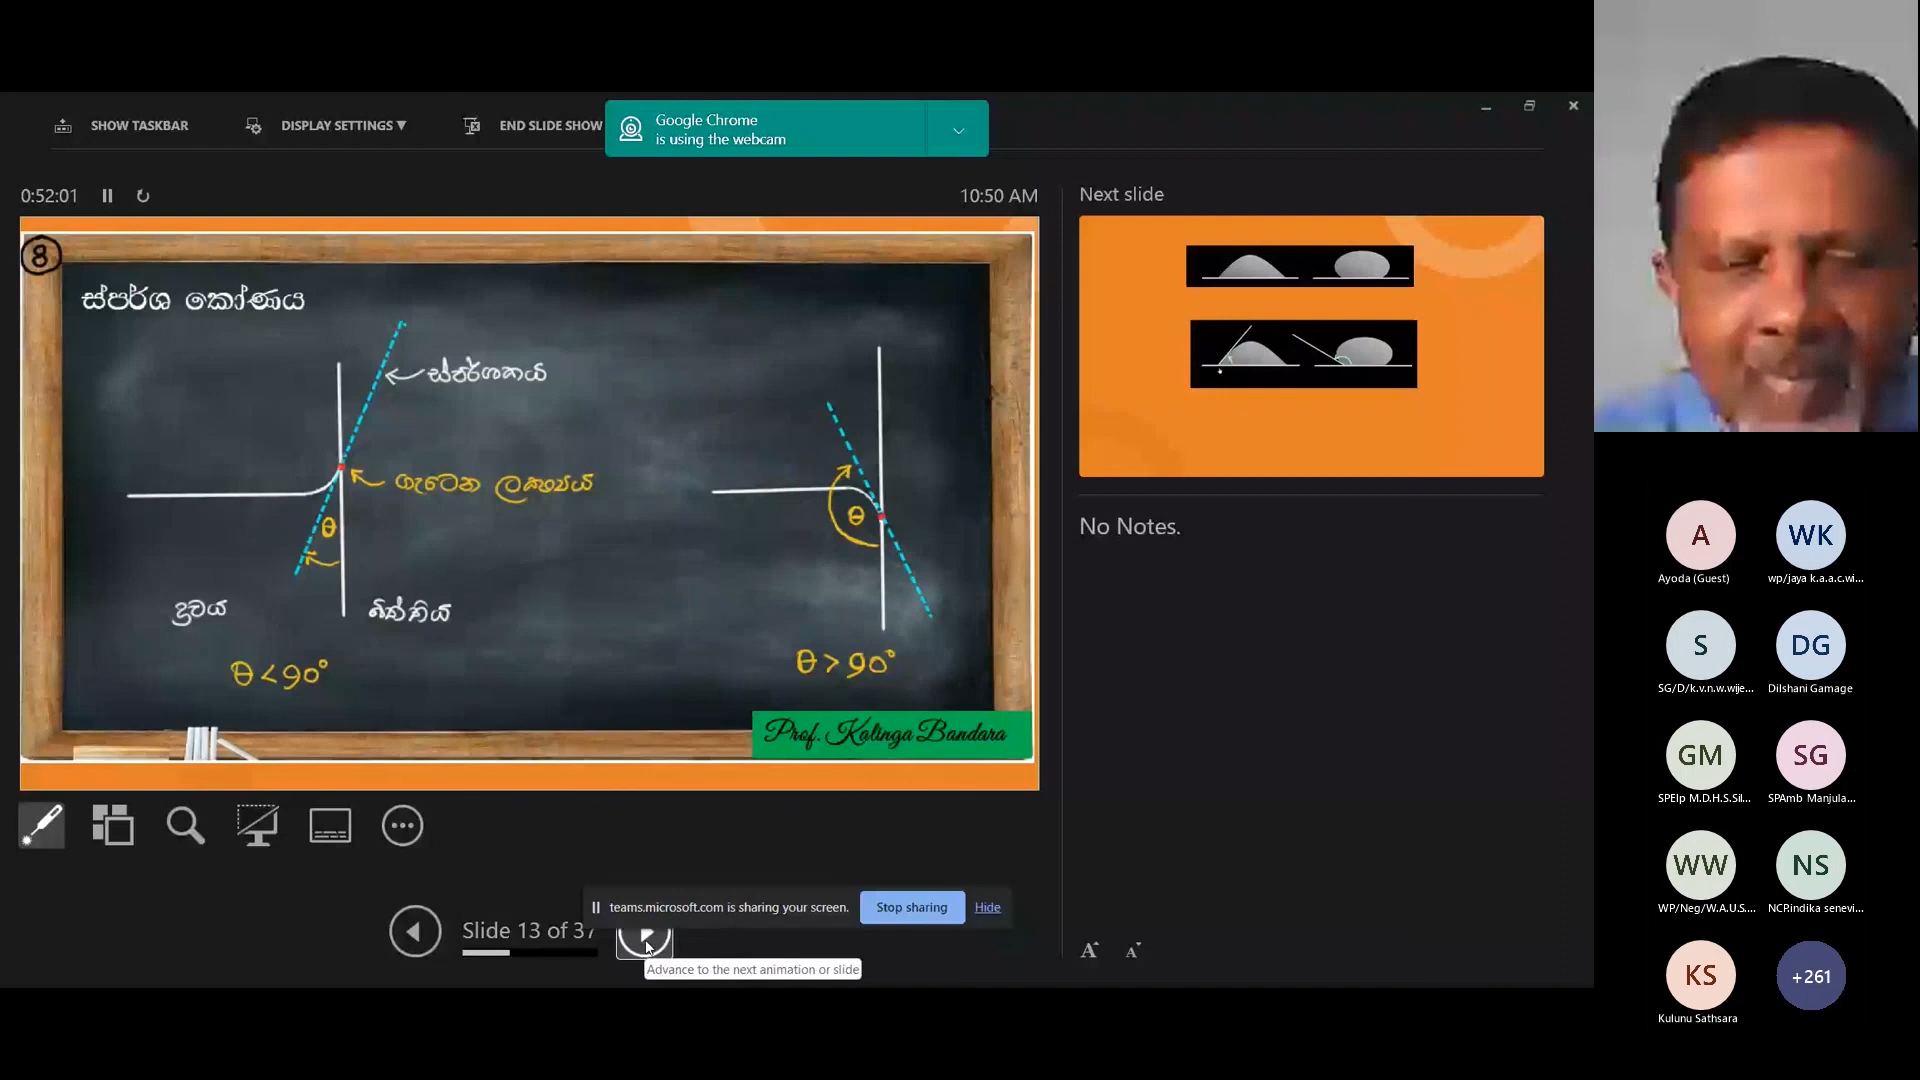 SHOW TASKBAR
DISPLAY SETTINGS ▼
END SLIDE SHOW
Google Chrome
is using the webcam
0:52:01
10:50 AM
8
ස්පර්ශ කෝණය
ස්පර්ශකය
ගැටෙන ලක්ෂ්‍යය
θ
θ
ද්‍රවය
බිත්තිය
θ < 90°
θ > 90°
Prof. Kalinga Bandara
Next slide
No Notes.
teams.microsoft.com is sharing your screen.
Stop sharing
Hide
Slide 13 of 37
Advance to the next animation or slide
A
A
A
WK
Ayoda (Guest)
wp/jaya k.a.a.c.wi...
S
DG
SG/D/k.v.n.w.wije...
Dilshani Gamage
GM
SG
SPElp M.D.H.S.Sil...
SPAmb Manjula...
WW
NS
WP/Neg/W.A.U.S....
NCP.indika senevi...
KS
+261
Kulunu Sathsara